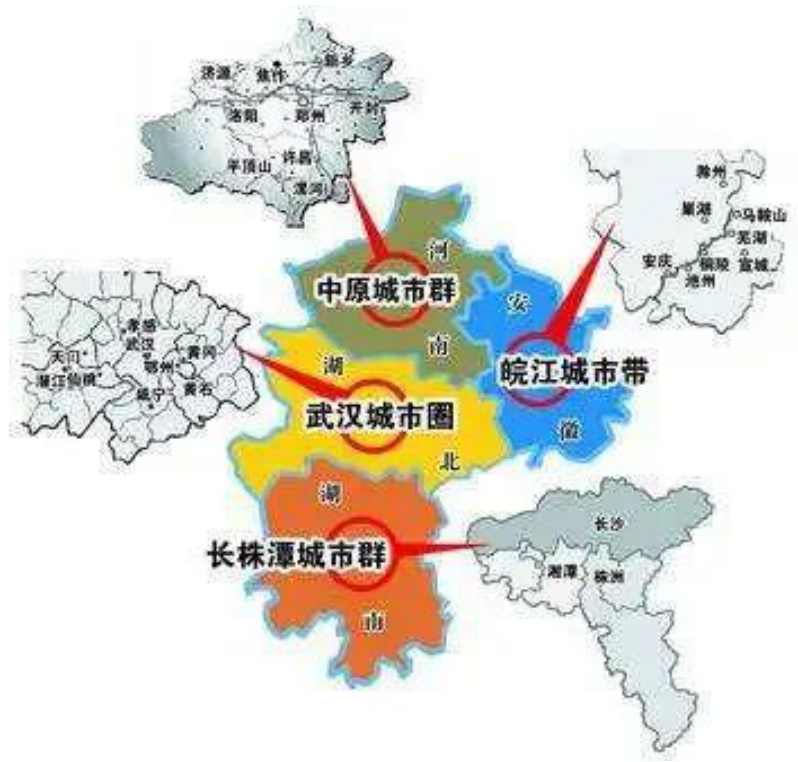 济源
焦作
新乡
洛阳
郑州
开封
平顶山
许昌
漯河
滁州
巢湖
马鞍山
芜湖
安庆
铜陵
宣城
池州
河
南
中原城市群
安
徽
皖江城市带
孝感
武汉
黄冈
天门
鄂州
潜江
仙桃
咸宁
黄石
湖
北
武汉城市圈
湖
南
长株潭城市群
长沙
湘潭
株洲